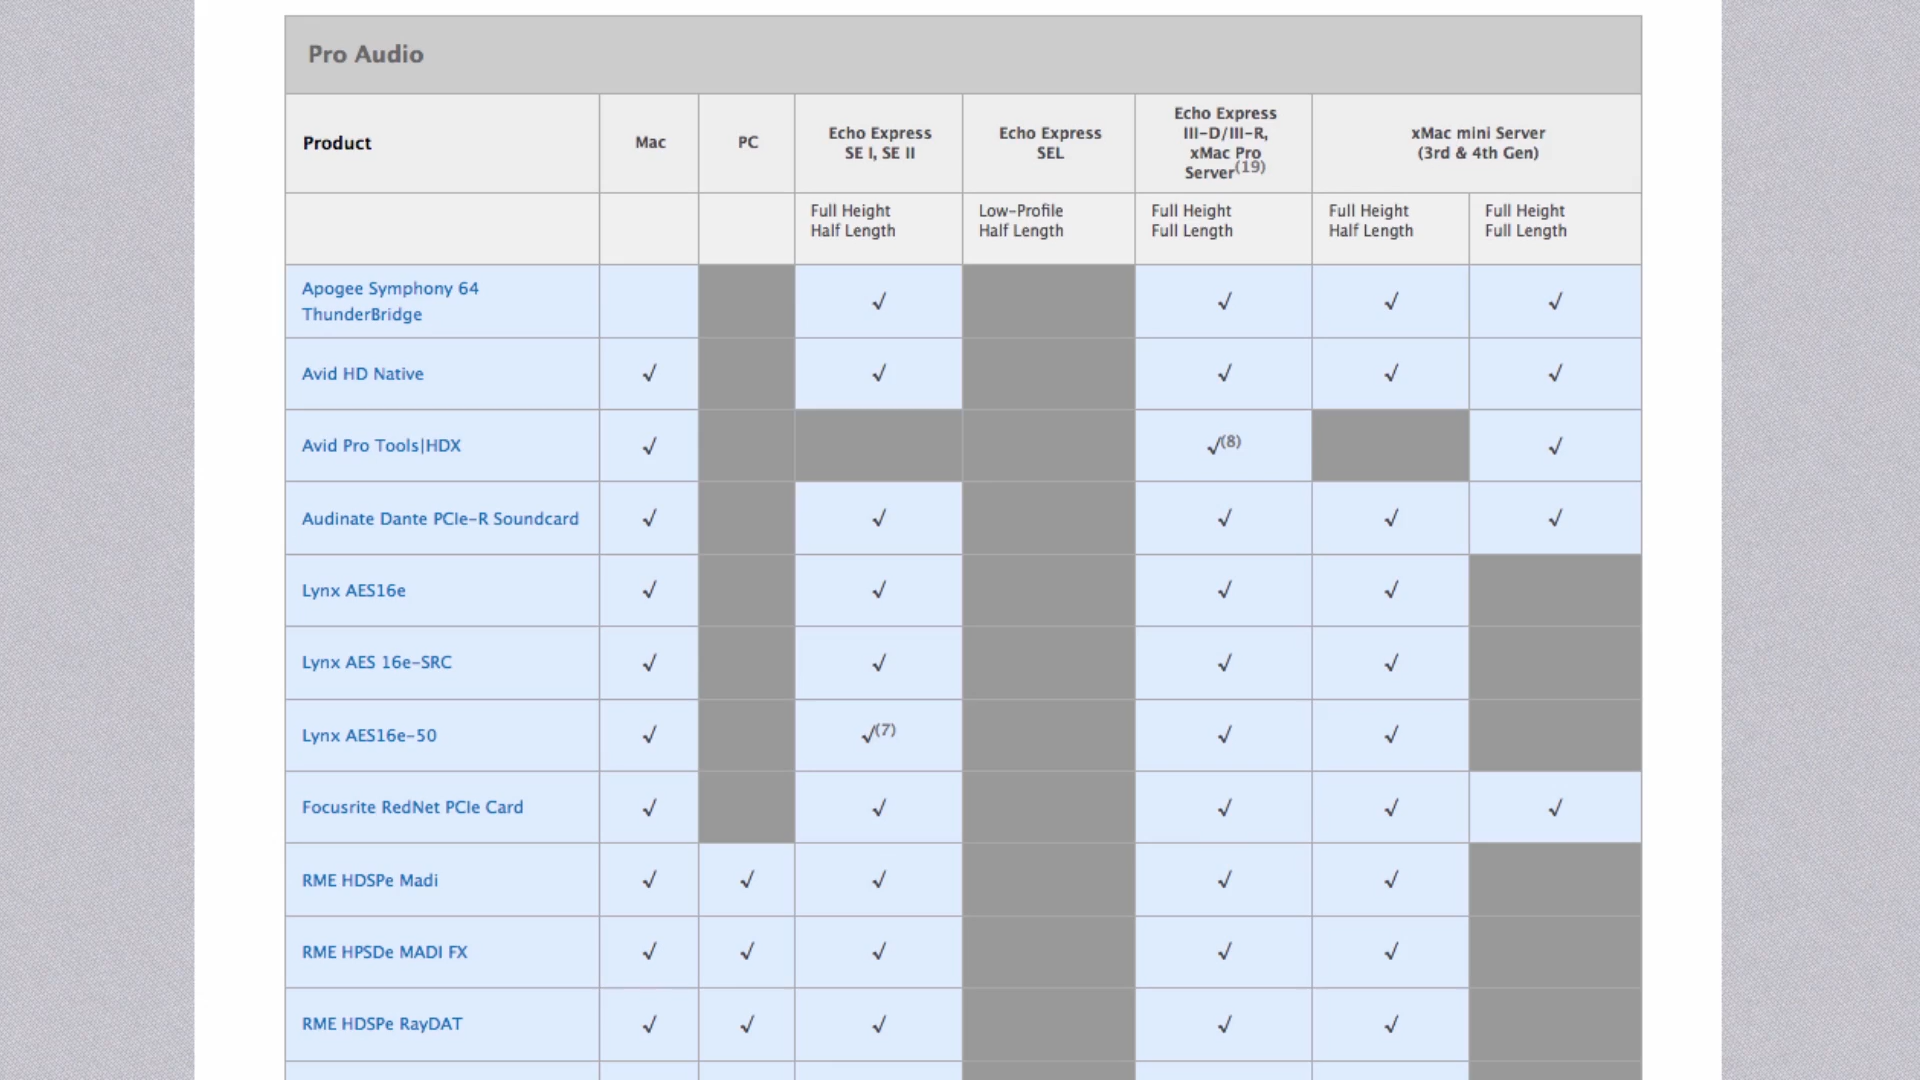 Pro Audio
Product
Mac
PC
Echo Express
SE I, SE II
Echo Express
SEL
Echo Express
III-D/III-R,
xMac Pro
Server(19)
xMac mini Server
(3rd & 4th Gen)
Full Height
Half Length
Low-Profile
Half Length
Full Height
Full Length
Full Height
Half Length
Full Height
Full Length
Apogee Symphony 64
ThunderBridge
√ √ √ √
Avid HD Native √ √ √ √ √
Avid Pro Tools|HDX √ √(8) √
Audinate Dante PCIe-R Soundcard √ √ √ √ √
Lynx AES16e √ √ √ √
Lynx AES 16e-SRC √ √ √ √
Lynx AES16e-50 √ √(7) √ √
Focusrite RedNet PCIe Card √ √ √ √ √
RME HDSPe Madi √ √ √ √ √
RME HPSDe MADI FX √ √ √ √ √
RME HDSPe RayDAT √ √ √ √ √